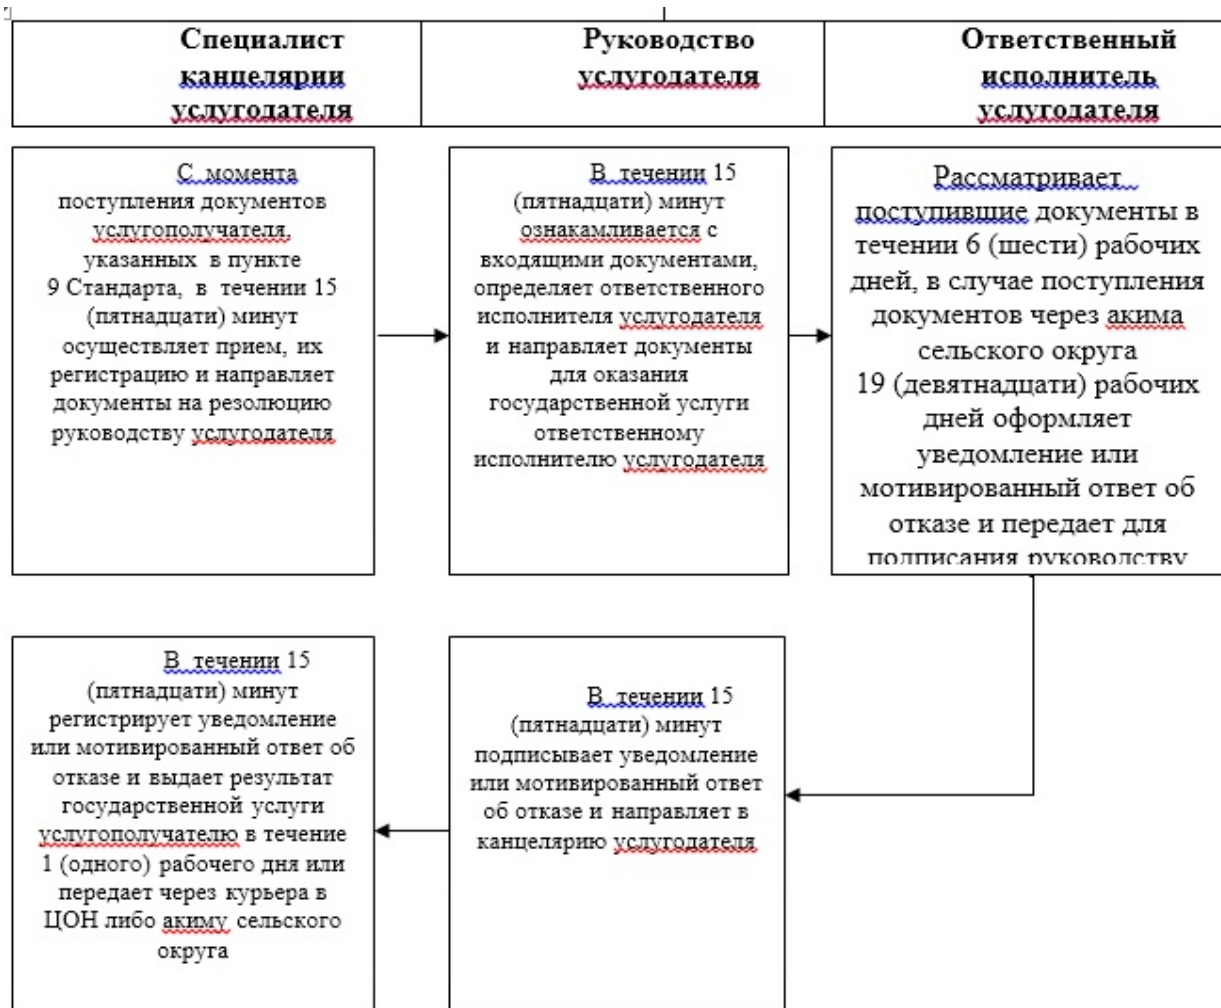 Специалист
канцелярии
услугодателя
Руководство
услугодателя
Ответственный
исполнитель
услугодателя
С момента
поступления документов
услугополучателя,
указанных в пункте
9 Стандарта, в течении 15
(пятнадцати) минут
осуществляет прием, их
регистрацию и направляет
документы на резолюцию
руководству услугодателя
В течении 15
(пятнадцати) минут
ознакамливается с
входящими документами,
определяет ответственного
исполнителя услугодателя
и направляет документы
для оказания
государственной услуги
ответственному
исполнителю услугодателя
Рассматривает
поступившие документы в
течении 6 (шести) рабочих
дней, в случае поступления
документов через акима
сельского округа
19 (девятнадцати) рабочих
дней оформляет
уведомление или
мотивированный ответ об
отказе и передает для
подписания руководству
В течении 15
(пятнадцати) минут
регистрирует уведомление
или мотивированный ответ об
отказе и выдает результат
государственной услуги
услугополучателю в течение
1 (одного) рабочего дня или
передает через курьера в
ЦОН либо акиму сельского
округа
В течении 15
(пятнадцати) минут
подписывает уведомление
или мотивированный ответ
об отказе и направляет в
канцелярию услугодателя